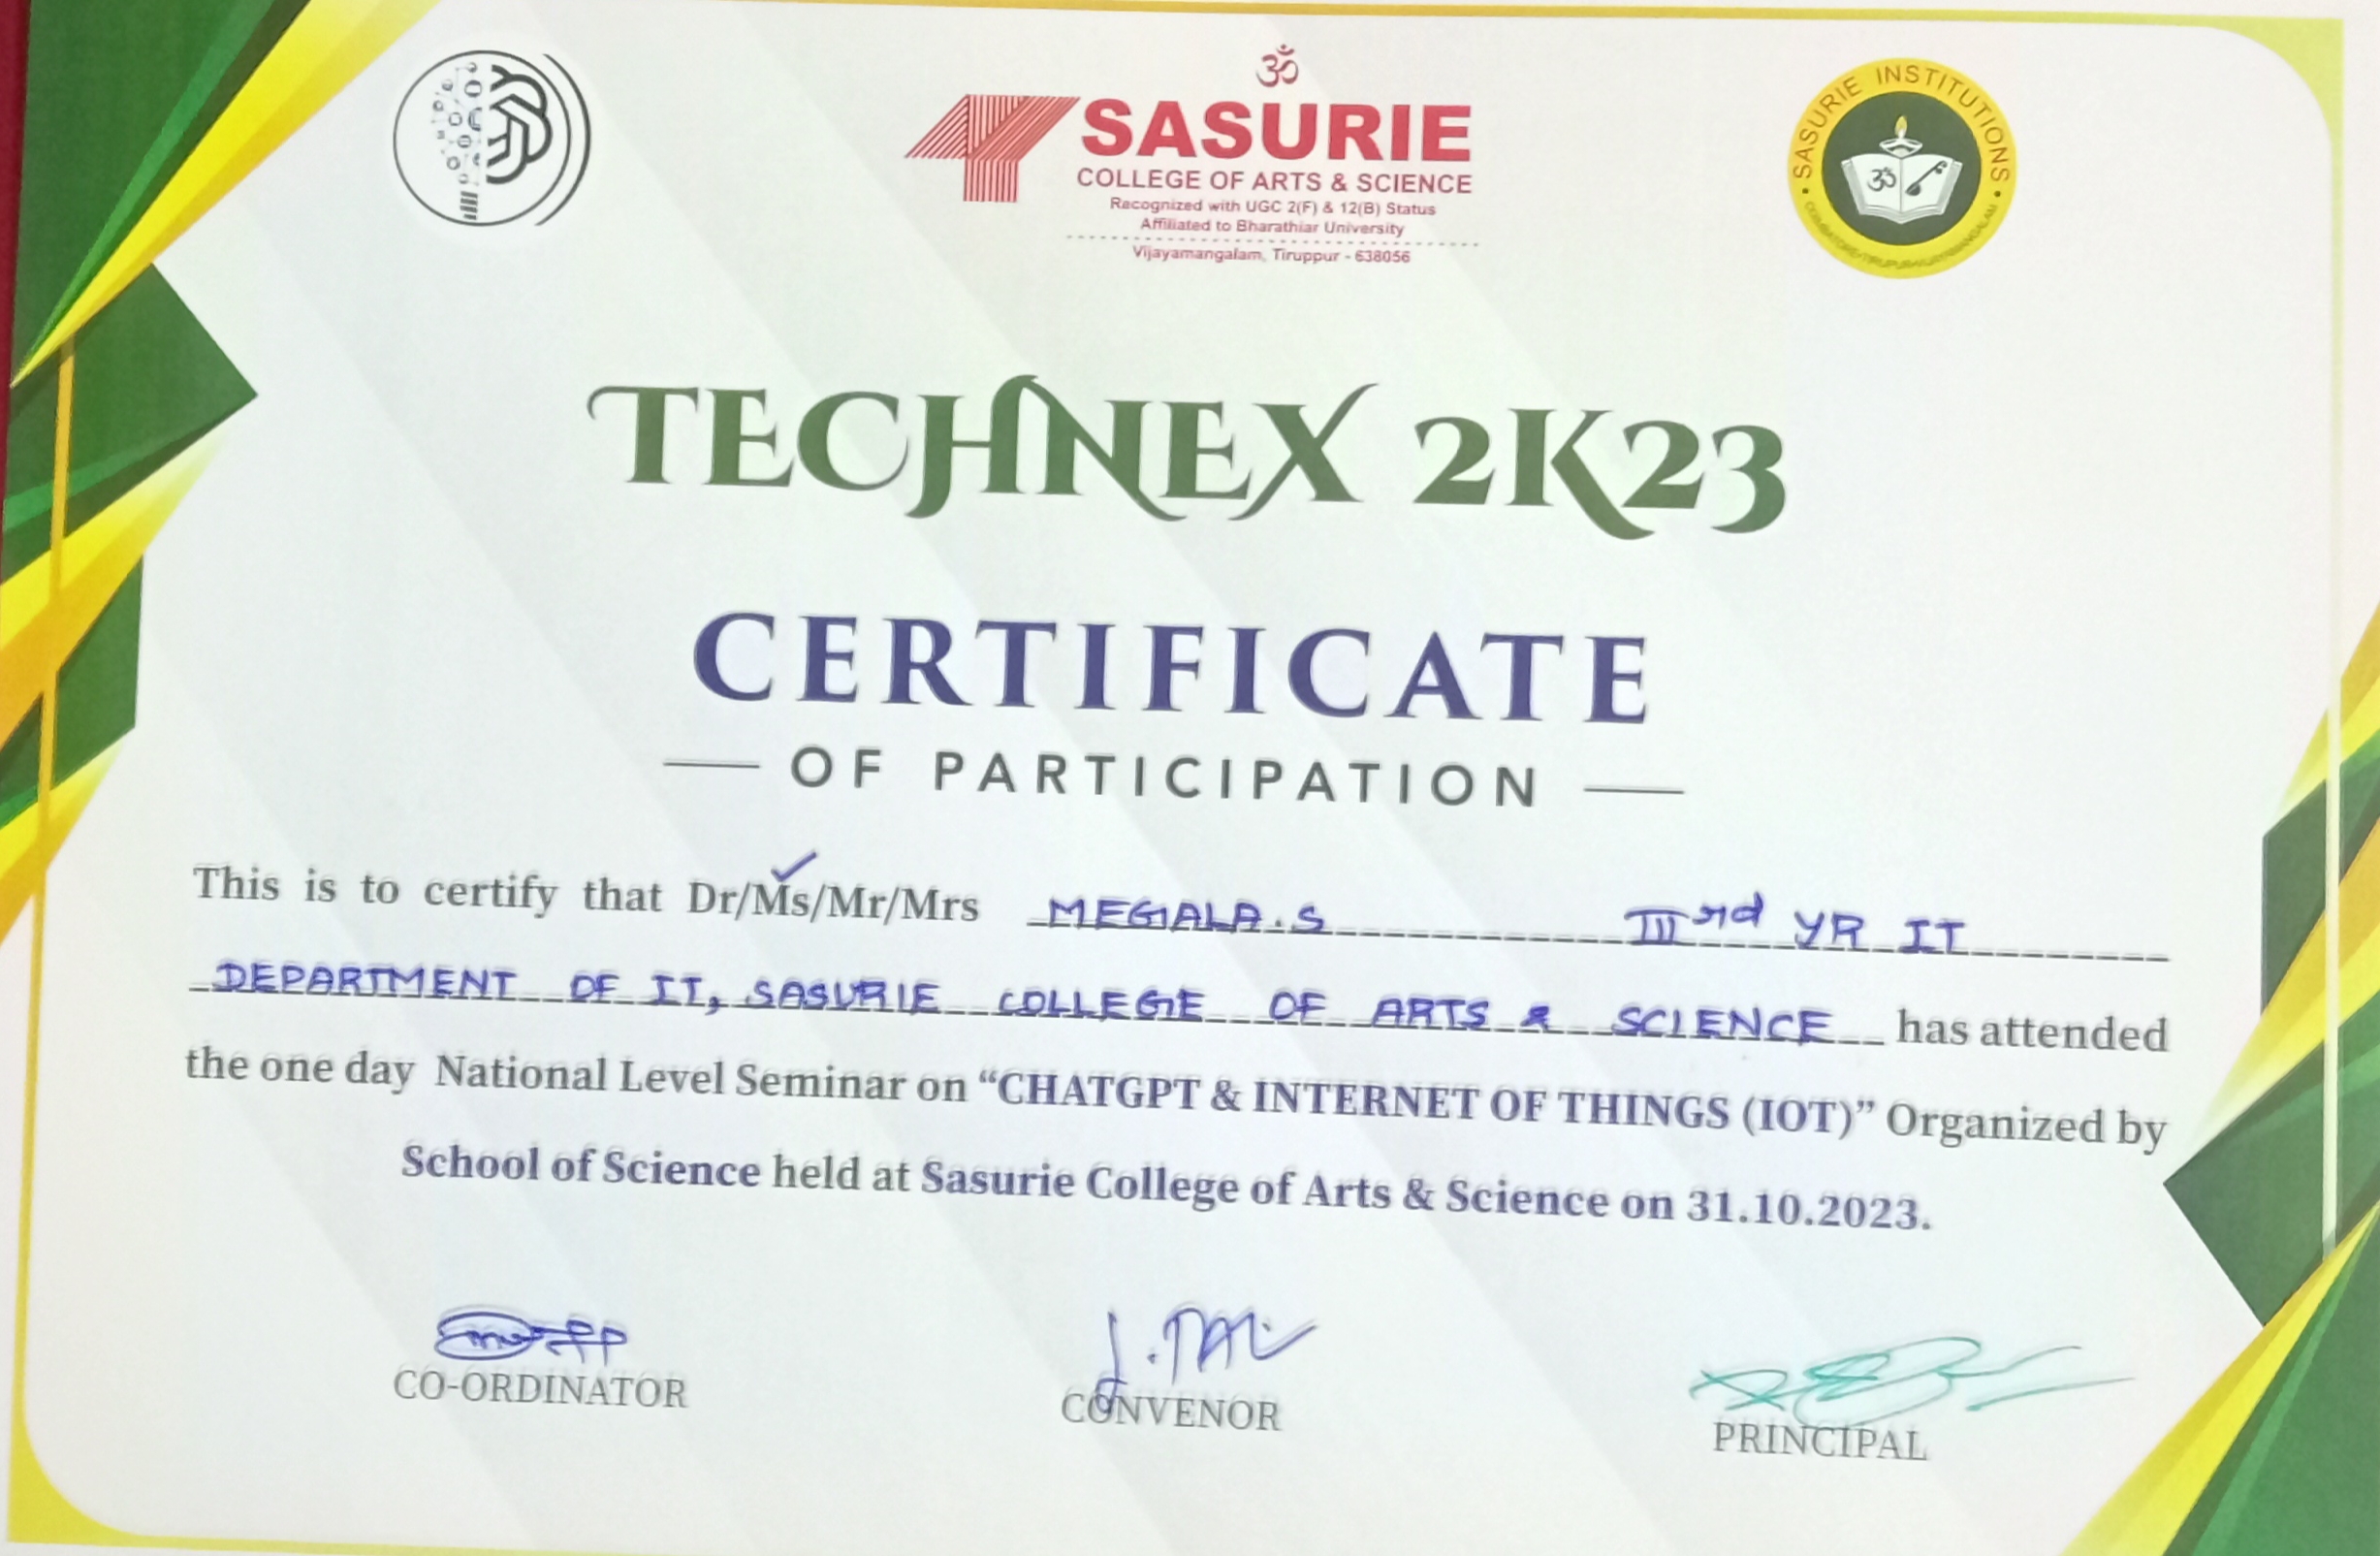 ॐ
SASURIE
COLLEGE OF ARTS & SCIENCE
Recognized with UGC 2(F) & 12(B) Status
Affiliated to Bharathiar University
Vijayamangalam, Tiruppur - 638056
SASURIE INSTITUTIONS
ॐ
TECHNEX 2K23
CERTIFICATE
OF PARTICIPATION
This is to certify that Dr/Ms/Mr/Mrs MEGALA.S IIIrd YR IT
DEPARTMENT OF IT, SASURIE COLLEGE OF ARTS & SCIENCE has attended
the one day National Level Seminar on “CHATGPT & INTERNET OF THINGS (IOT)” Organized by
School of Science held at Sasurie College of Arts & Science on 31.10.2023.
CO-ORDINATOR
CONVENOR
PRINCIPAL